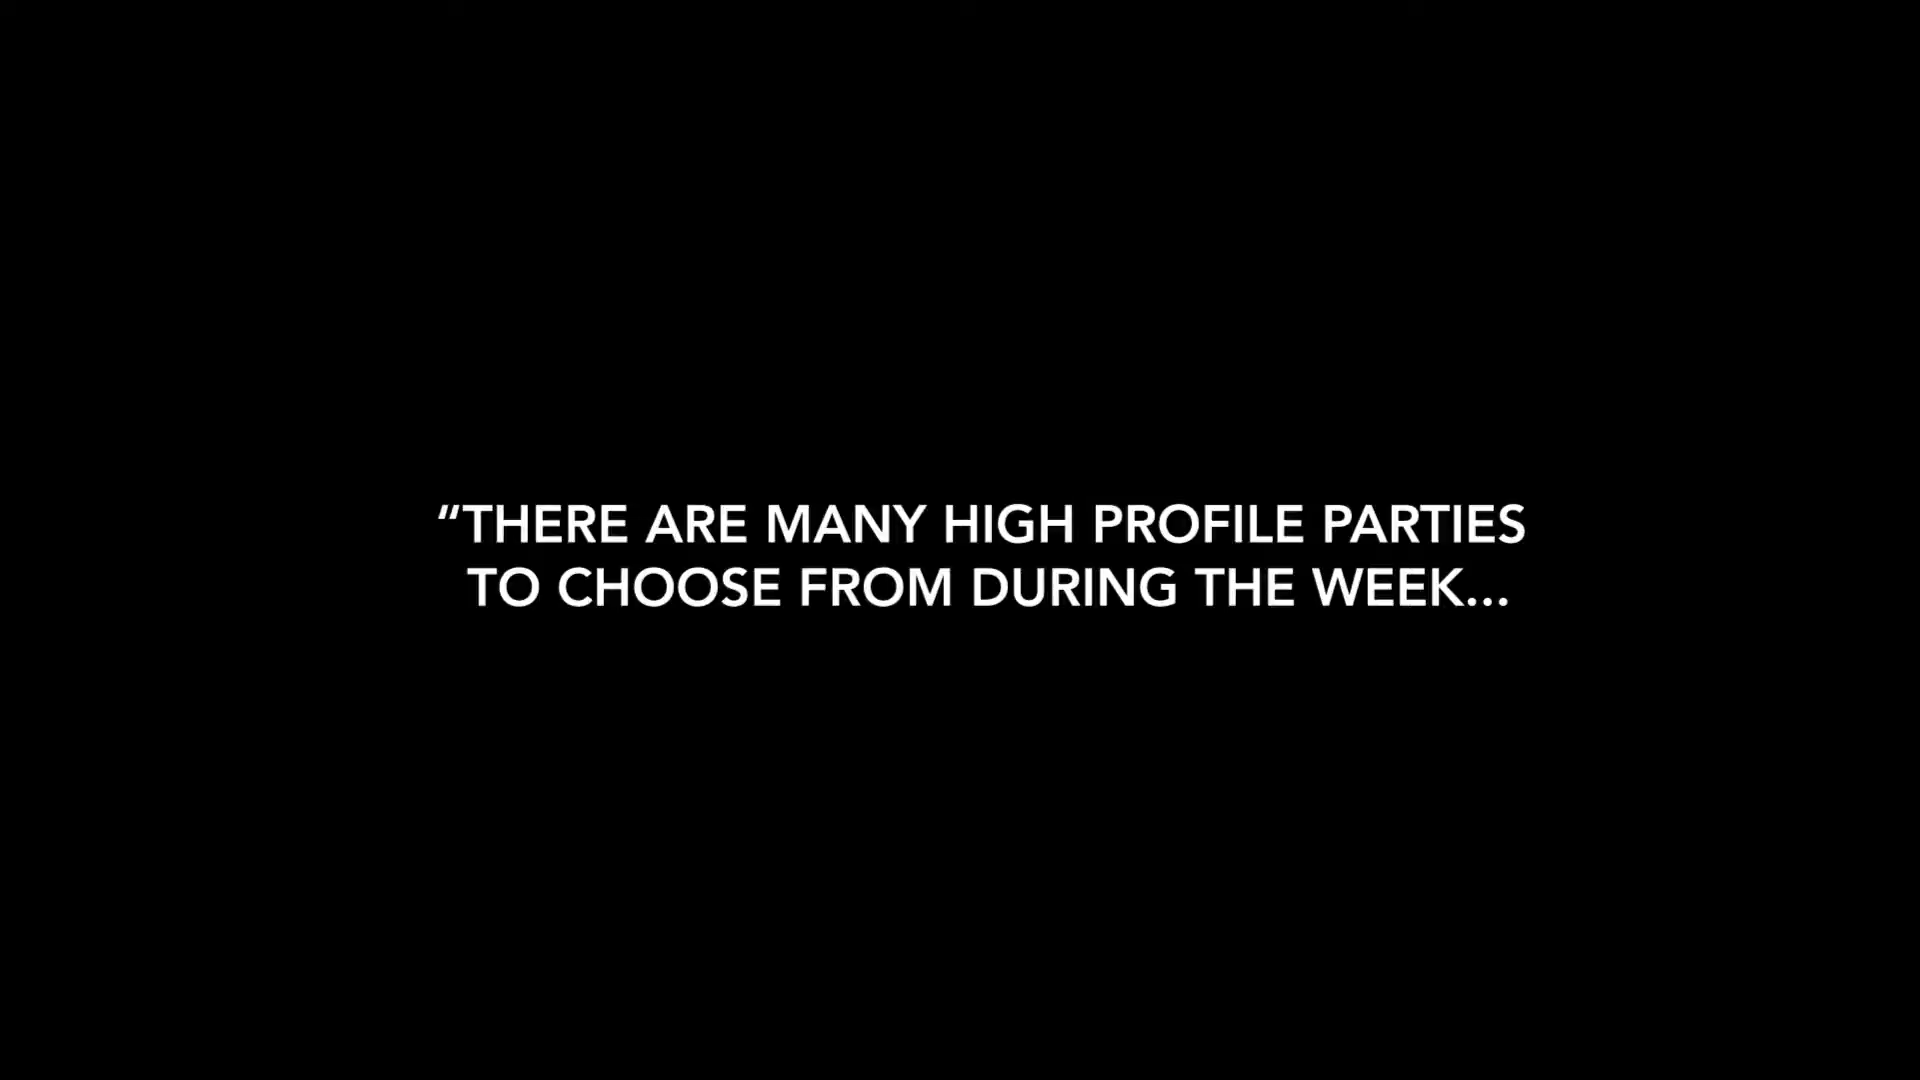 “THERE ARE MANY HIGH PROFILE PARTIES
TO CHOOSE FROM DURING THE WEEK...